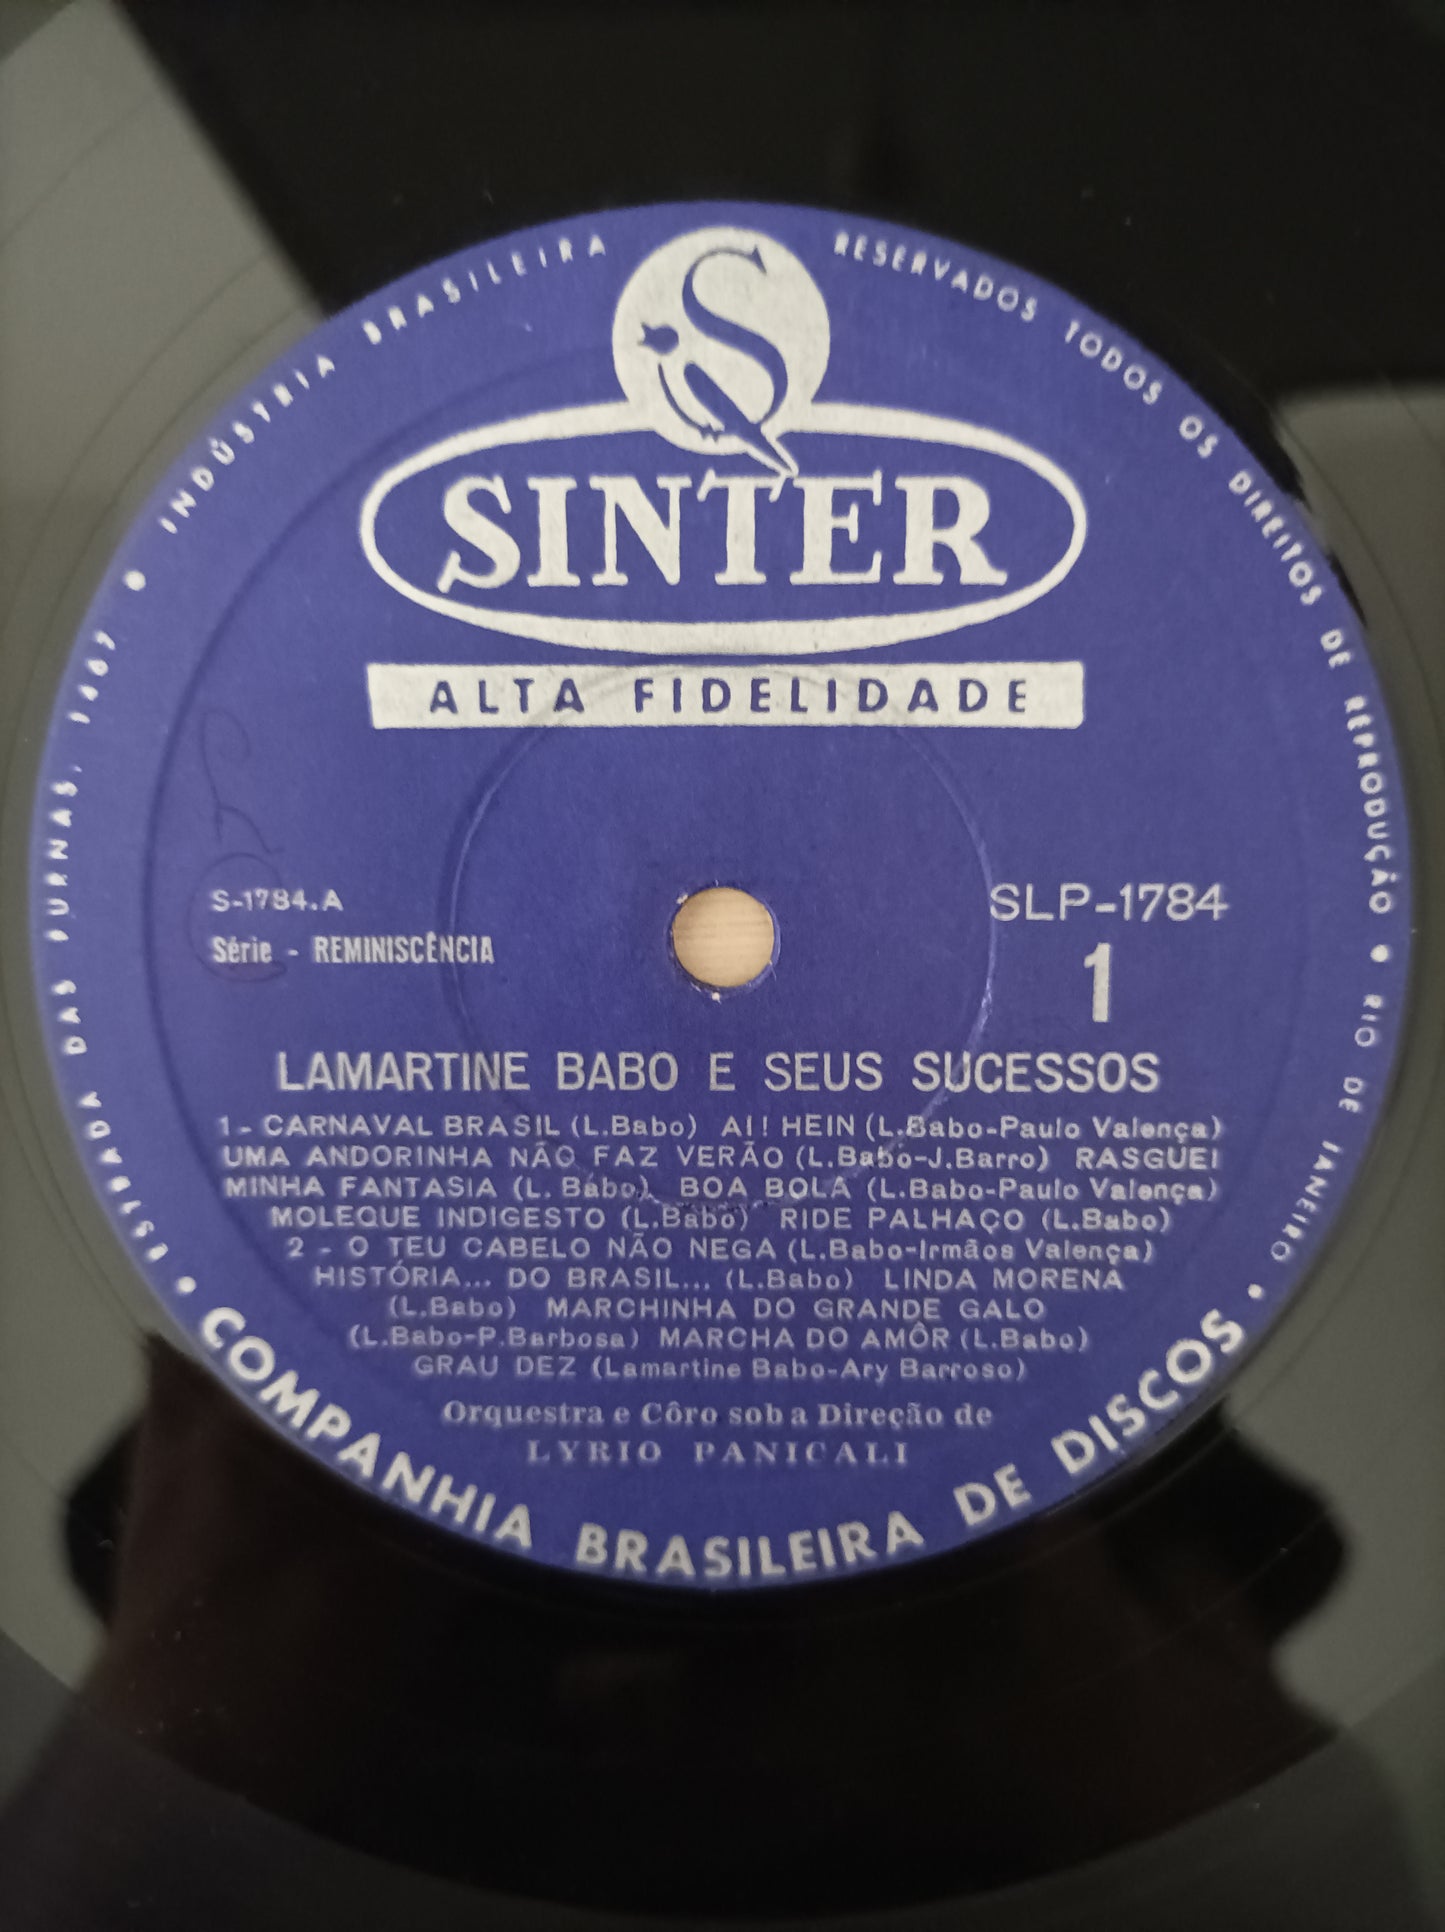 INDÚSTRIA BRASILEIRA
RESERVADOS TODOS OS DIREITOS DE REPRODUÇÃO
S
SINTER
ALTA FIDELIDADE
S-1784.A
SLP-1784
Série - REMINISCÊNCIA
1
LAMARTINE BABO E SEUS SUCESSOS
1 - CARNAVAL BRASIL (L.Babo) AI! HEIN (L.Babo-Paulo Valença)
UMA ANDORINHA NÃO FAZ VERÃO (L.Babo-J.Barro) RASGUEI
MINHA FANTASIA (L. Babo) BOA BOLA (L.Babo-Paulo Valença)
MOLEQUE INDIGESTO (L.Babo) RIDE PALHAÇO (L.Babo)
2 - O TEU CABELO NÃO NEGA (L.Babo-Irmãos Valença)
HISTÓRIA... DO BRASIL... (L.Babo) LINDA MORENA
(L.Babo) MARCHINHA DO GRANDE GALO
(L.Babo-P.Barbosa) MARCHA DO AMÔR (L.Babo)
GRAU DEZ (Lamartine Babo-Ary Barroso)
Orquestra e Côro sob a Direção de
LYRIO PANICALI
RIO DE JANEIRO
COMPANHIA BRASILEIRA DE DISCOS
ESTRADA DAS FURNAS,